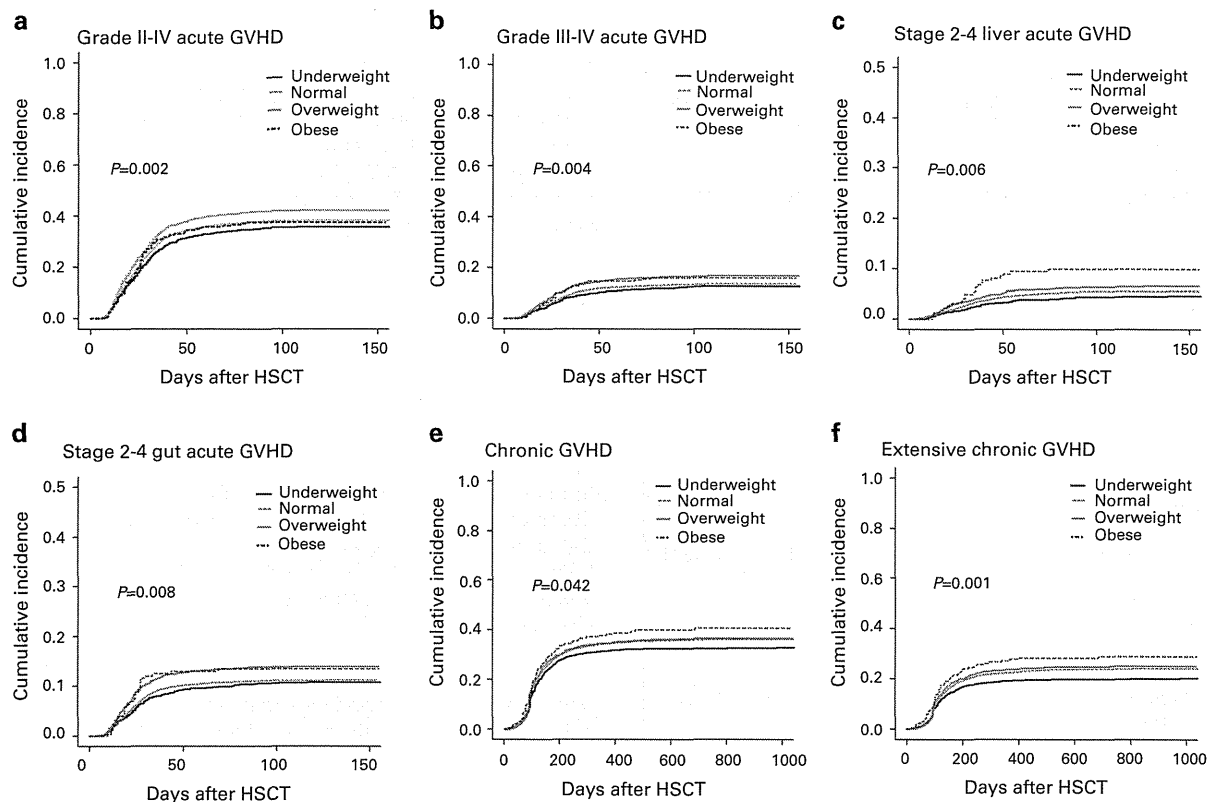 a
Grade II-IV acute GVHD
1.0
0.8
0.6
0.4
0.2
0.0
Cumulative incidence
Underweight
Normal
Overweight
Obese
P=0.002
0 50 100 150
Days after HSCT
b
Grade III-IV acute GVHD
1.0
0.8
0.6
0.4
0.2
0.0
Cumulative incidence
Underweight
Normal
Overweight
Obese
P=0.004
0 50 100 150
Days after HSCT
c
Stage 2-4 liver acute GVHD
0.5
0.4
0.3
0.2
0.1
0.0
Cumulative incidence
Underweight
Normal
Overweight
Obese
P=0.006
0 50 100 150
Days after HSCT
d
Stage 2-4 gut acute GVHD
0.5
0.4
0.3
0.2
0.1
0.0
Cumulative incidence
Underweight
Normal
Overweight
Obese
P=0.008
0 50 100 150
Days after HSCT
e
Chronic GVHD
1.0
0.8
0.6
0.4
0.2
0.0
Cumulative incidence
Underweight
Normal
Overweight
Obese
P=0.042
0 200 400 600 800 1000
Days after HSCT
f
Extensive chronic GVHD
1.0
0.8
0.6
0.4
0.2
0.0
Cumulative incidence
Underweight
Normal
Overweight
Obese
P=0.001
0 200 400 600 800 1000
Days after HSCT